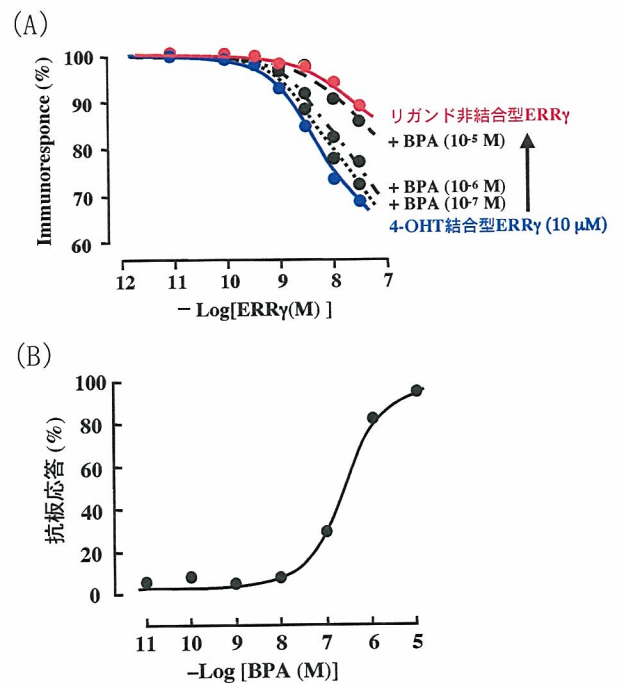 (A)
Immunoresponce (%)
100
90
80
70
60
リガンド非結合型ERRγ
+ BPA (10⁻⁵ M)
+ BPA (10⁻⁶ M)
+ BPA (10⁻⁷ M)
4-OHT結合型ERRγ (10 μM)
12 11 10 9 8 7
− Log[ERRγ(M) ]
(B)
抗板応答 (%)
100
80
60
40
20
0
11 10 9 8 7 6 5
–Log [BPA (M)]